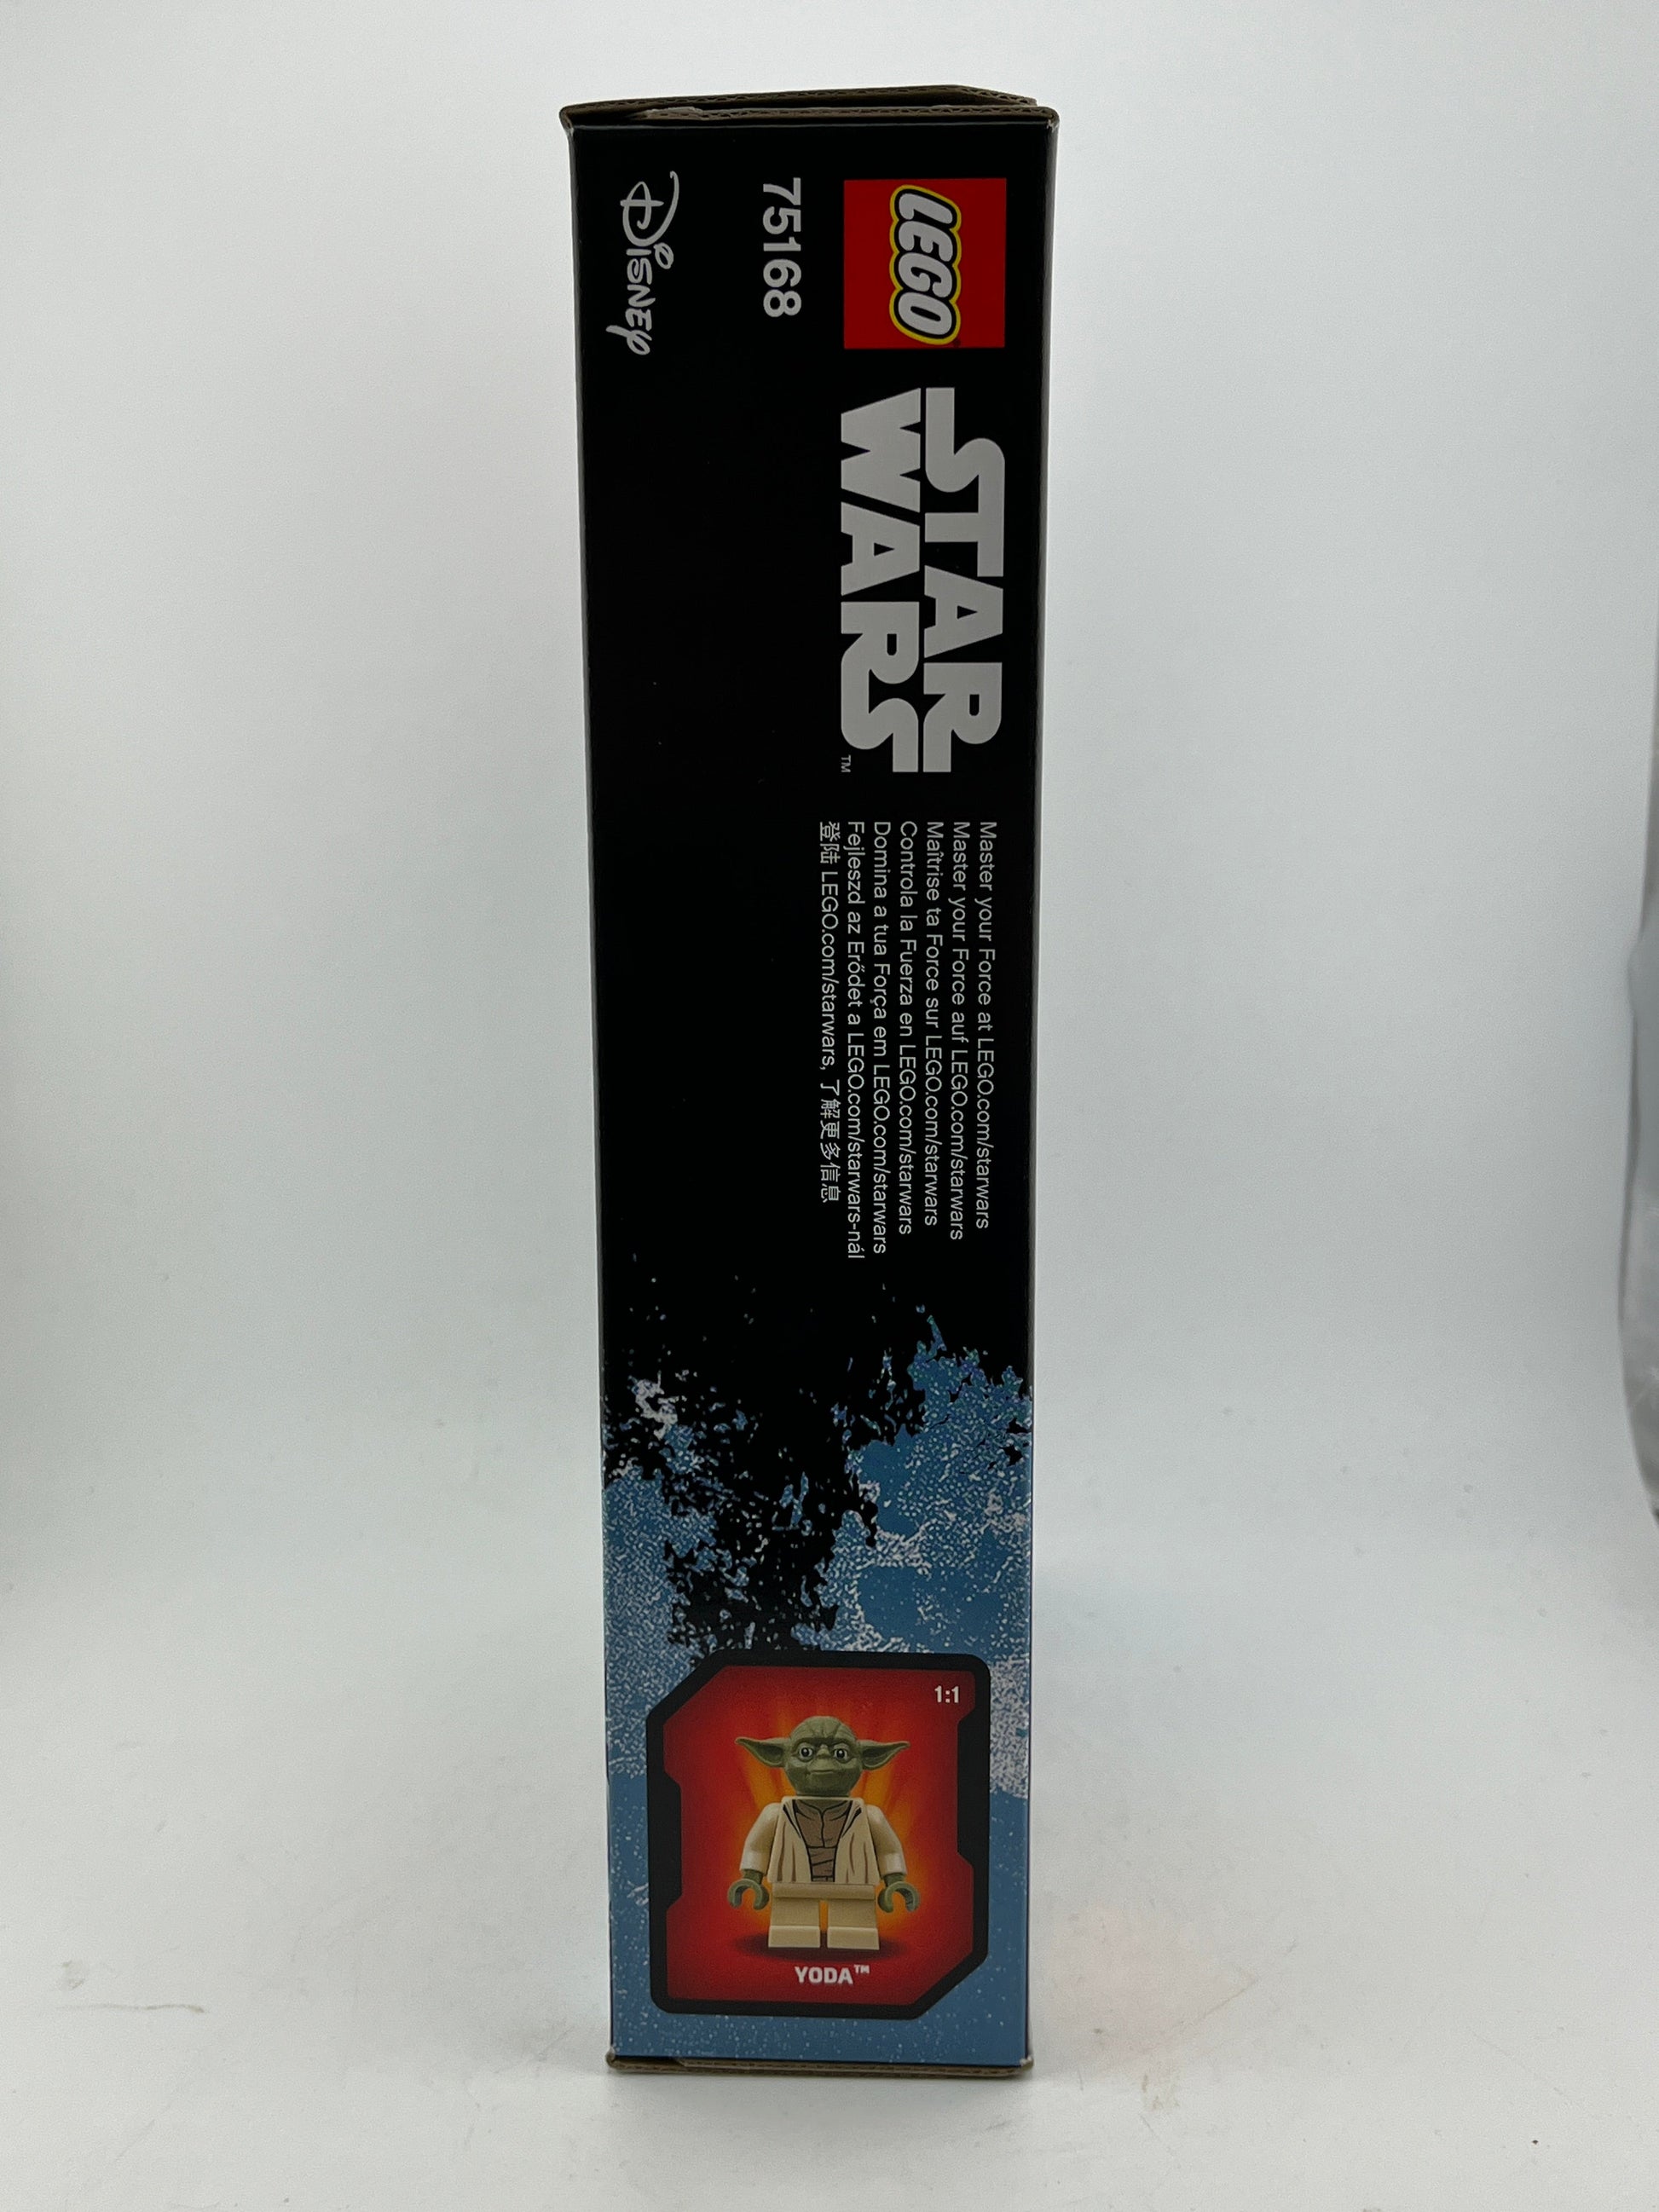 LEGO
STAR
WARS™
75168
Disney
Master your Force at LEGO.com/starwars
Master your Force auf LEGO.com/starwars
Maîtrise ta Force sur LEGO.com/starwars
Controla la Fuerza en LEGO.com/starwars
Domina a tua Força em LEGO.com/starwars
Fejleszd az Erődet a LEGO.com/starwars-nál
登陆 LEGO.com/starwars, 了解更多信息
1:1
YODA™